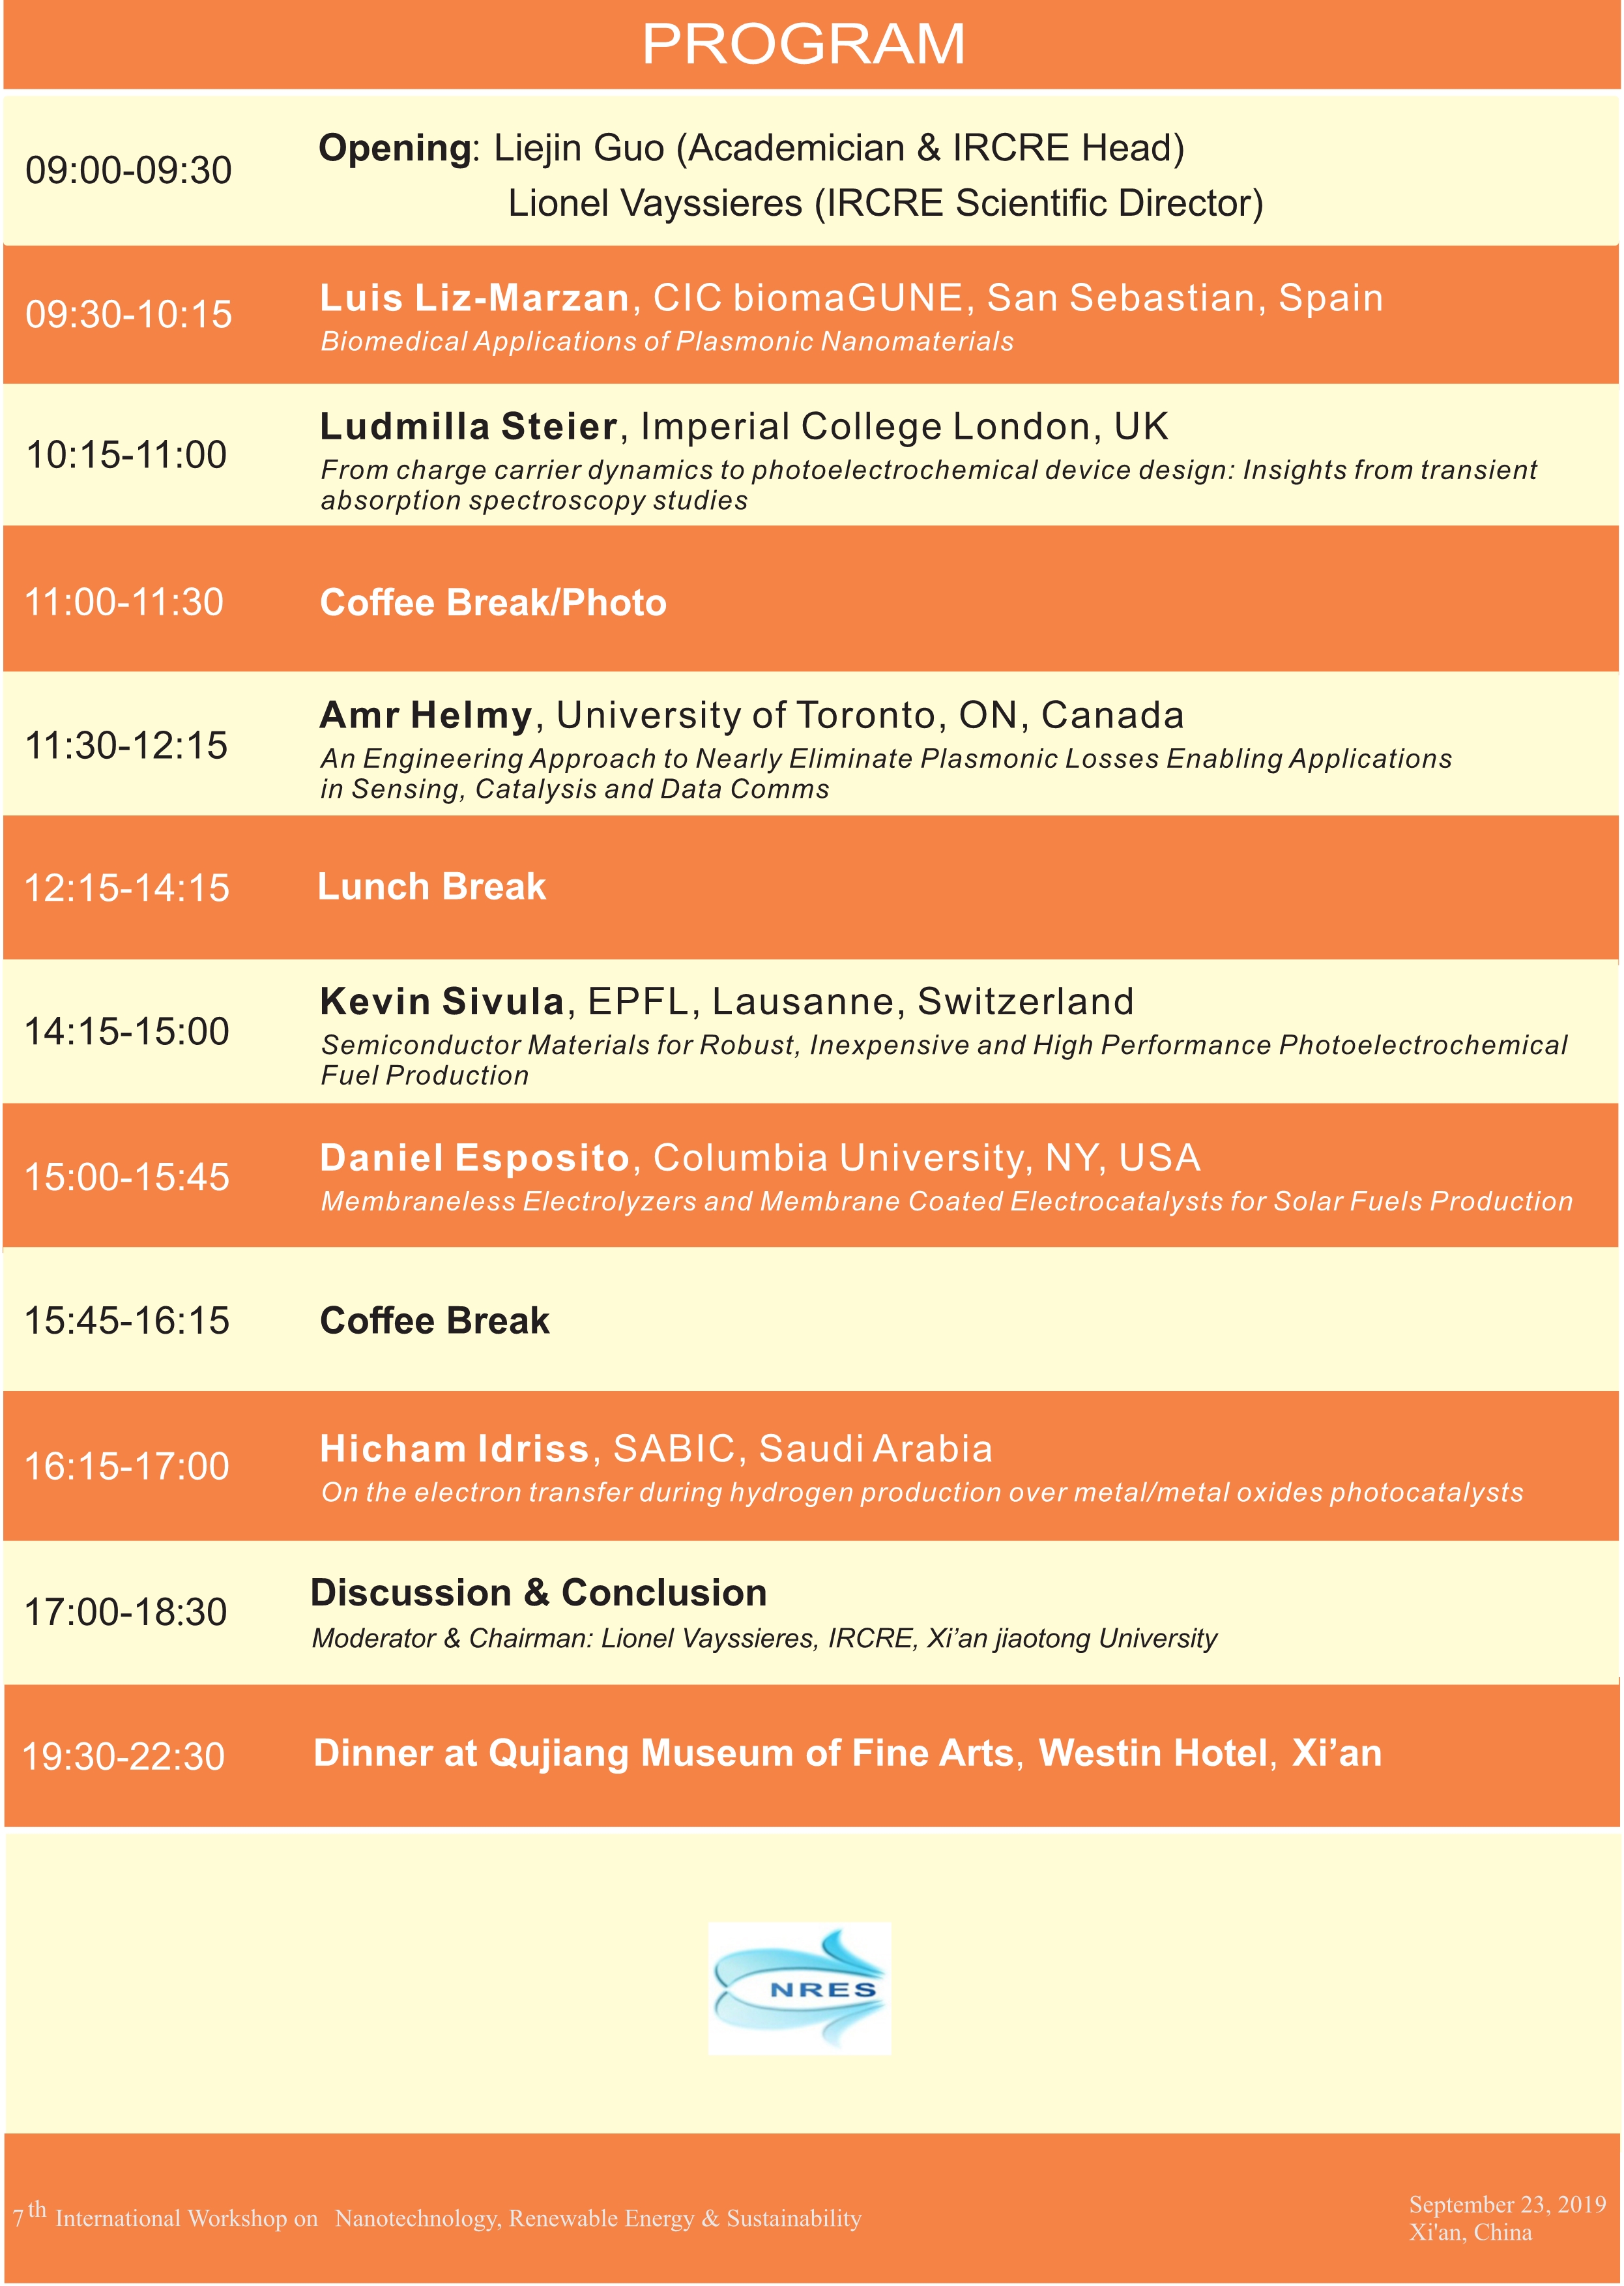 PROGRAM
09:00-09:30
Opening: Liejin Guo (Academician & IRCRE Head)
Lionel Vayssieres (IRCRE Scientific Director)
09:30-10:15
Luis Liz-Marzan, CIC biomaGUNE, San Sebastian, Spain
Biomedical Applications of Plasmonic Nanomaterials
10:15-11:00
Ludmilla Steier, Imperial College London, UK
From charge carrier dynamics to photoelectrochemical device design: Insights from transient
absorption spectroscopy studies
11:00-11:30
Coffee Break/Photo
11:30-12:15
Amr Helmy, University of Toronto, ON, Canada
An Engineering Approach to Nearly Eliminate Plasmonic Losses Enabling Applications
in Sensing, Catalysis and Data Comms
12:15-14:15
Lunch Break
14:15-15:00
Kevin Sivula, EPFL, Lausanne, Switzerland
Semiconductor Materials for Robust, Inexpensive and High Performance Photoelectrochemical
Fuel Production
15:00-15:45
Daniel Esposito, Columbia University, NY, USA
Membraneless Electrolyzers and Membrane Coated Electrocatalysts for Solar Fuels Production
15:45-16:15
Coffee Break
16:15-17:00
Hicham Idriss, SABIC, Saudi Arabia
On the electron transfer during hydrogen production over metal/metal oxides photocatalysts
17:00-18:30
Discussion & Conclusion
Moderator & Chairman: Lionel Vayssieres, IRCRE, Xi’an jiaotong University
19:30-22:30
Dinner at Qujiang Museum of Fine Arts, Westin Hotel, Xi’an
NRES
7th International Workshop on Nanotechnology, Renewable Energy & Sustainability
September 23, 2019
Xi'an, China